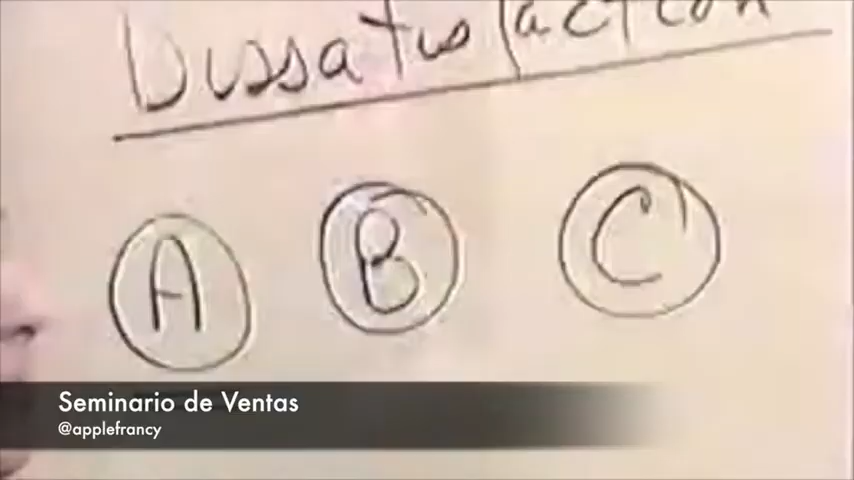 Dissatisfaction
A B C
Seminario de Ventas
@applefrancy